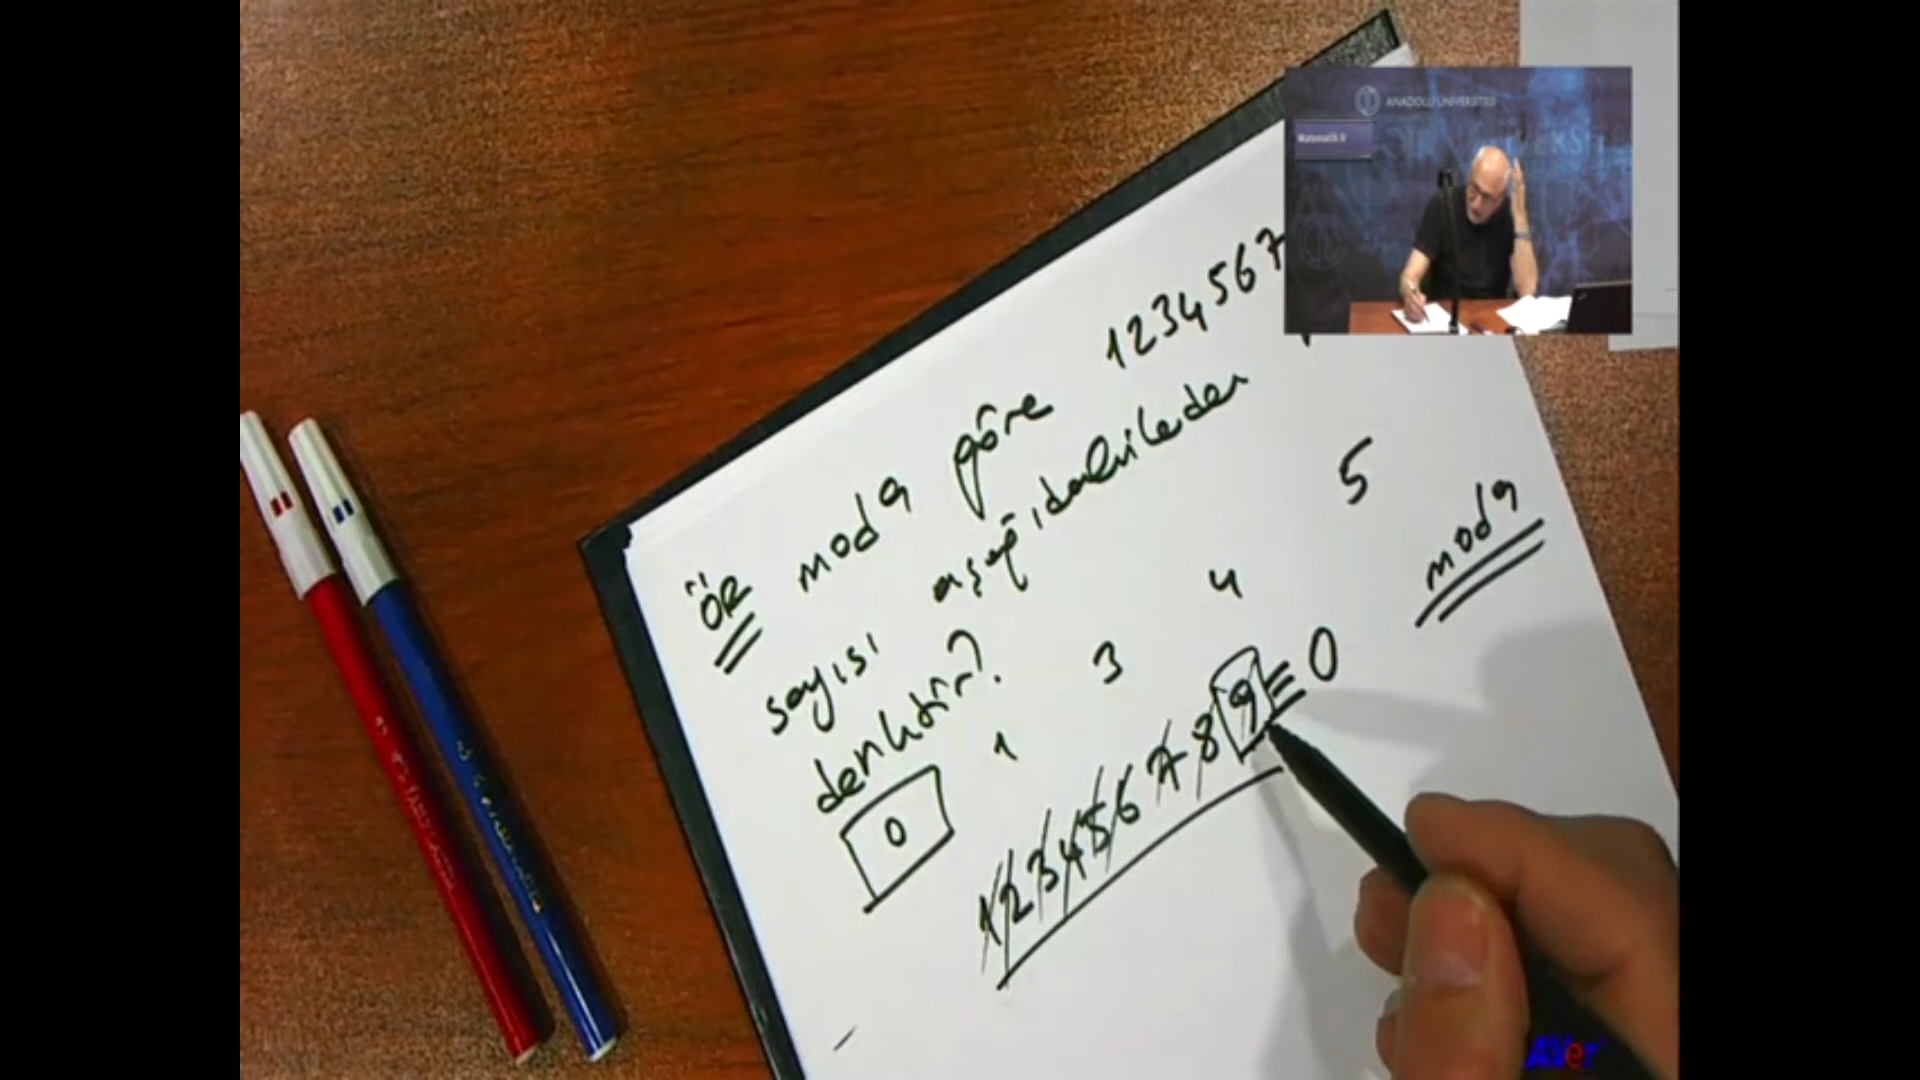 ANADOLU ÜNİVERSİTESİ
Matematik II
ÖR mod 9 göre 1234567
sayısı aşağıdakilerden
denktir?
0 1 3 4 5
123456789≡0 mod 9
AVer